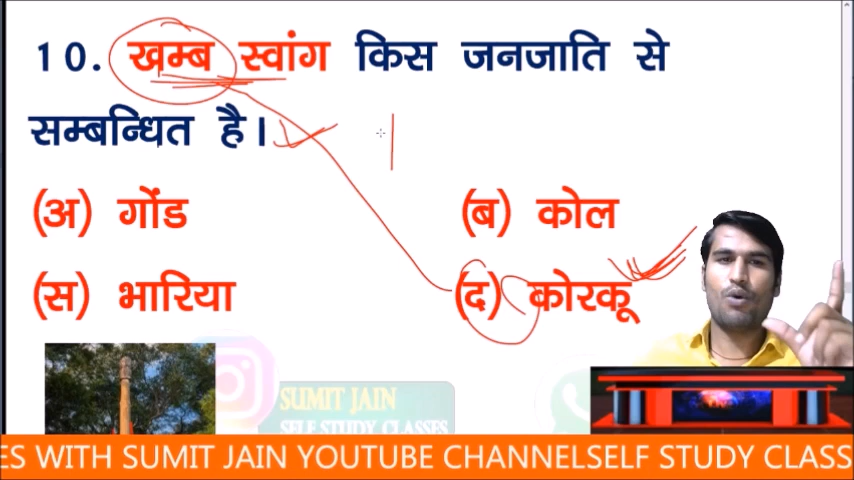 10. खम्ब स्वांग किस जनजाति से
सम्बन्धित है।
(अ) गोंड (ब) कोल
(स) भारिया (द) कोरकू
SUMIT JAIN
SELF STUDY CLASSES
ES WITH SUMIT JAIN YOUTUBE CHANNELSELF STUDY CLASS